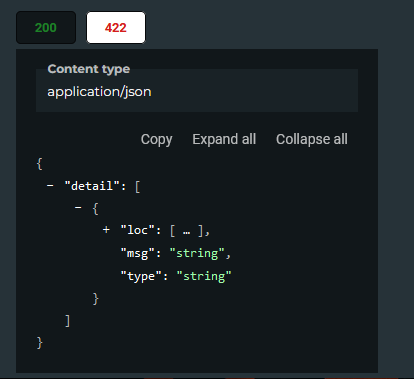 200 422
Content type
application/json
Copy Expand all Collapse all
{
- "detail": [
- {
+ "loc": [ … ],
"msg": "string",
"type": "string"
}
]
}